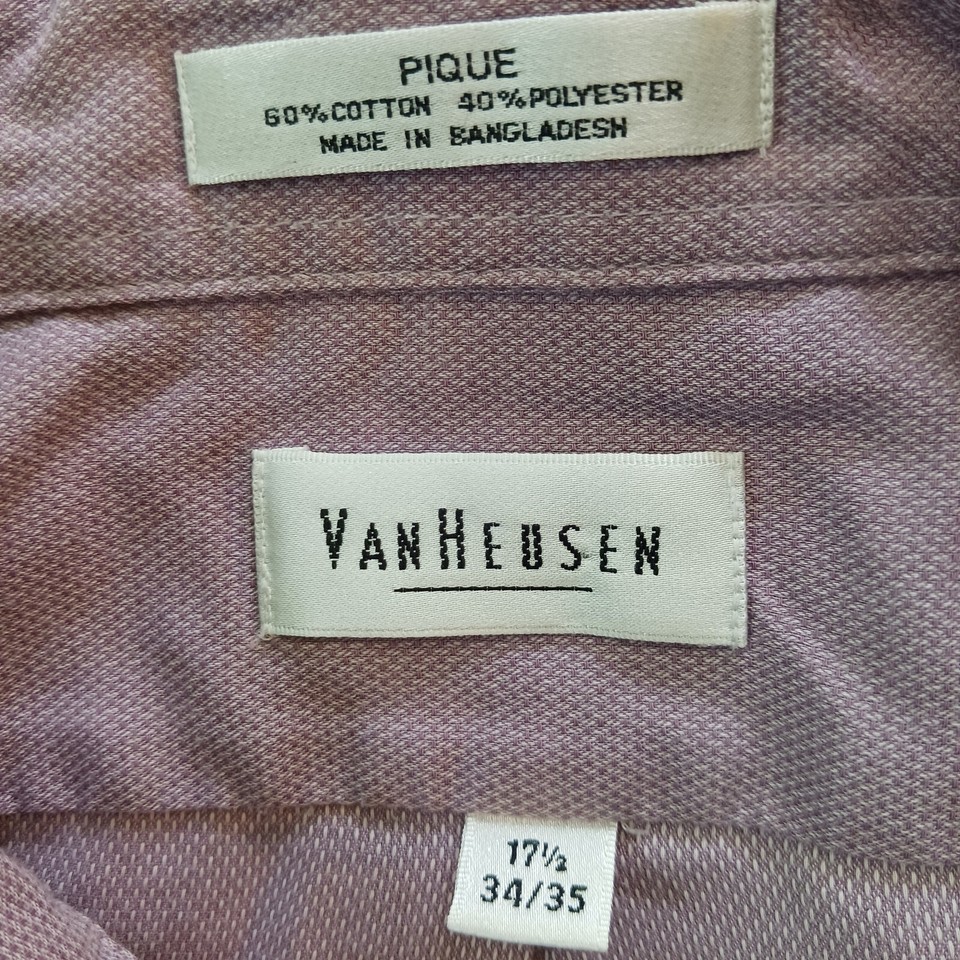 PIQUE
60%COTTON 40%POLYESTER
MADE IN BANGLADESH
VANHEUSEN
17½
34/35